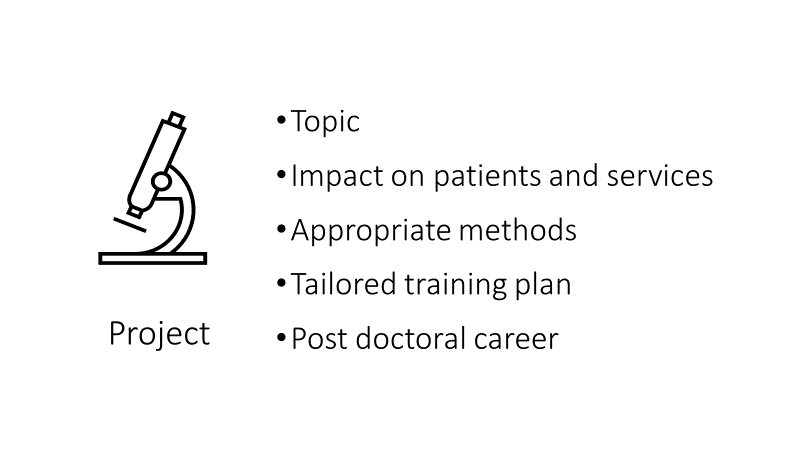 •Topic
•Impact on patients and services
•Appropriate methods
•Tailored training plan
Project
•Post doctoral career